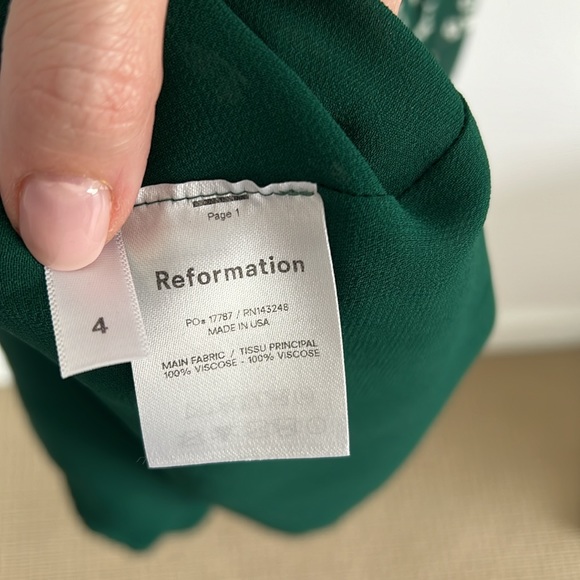 Page 1
Reformation
PO# 17787 / RN143248
MADE IN USA
MAIN FABRIC / TISSU PRINCIPAL
100% VISCOSE - 100% VISCOSE
4